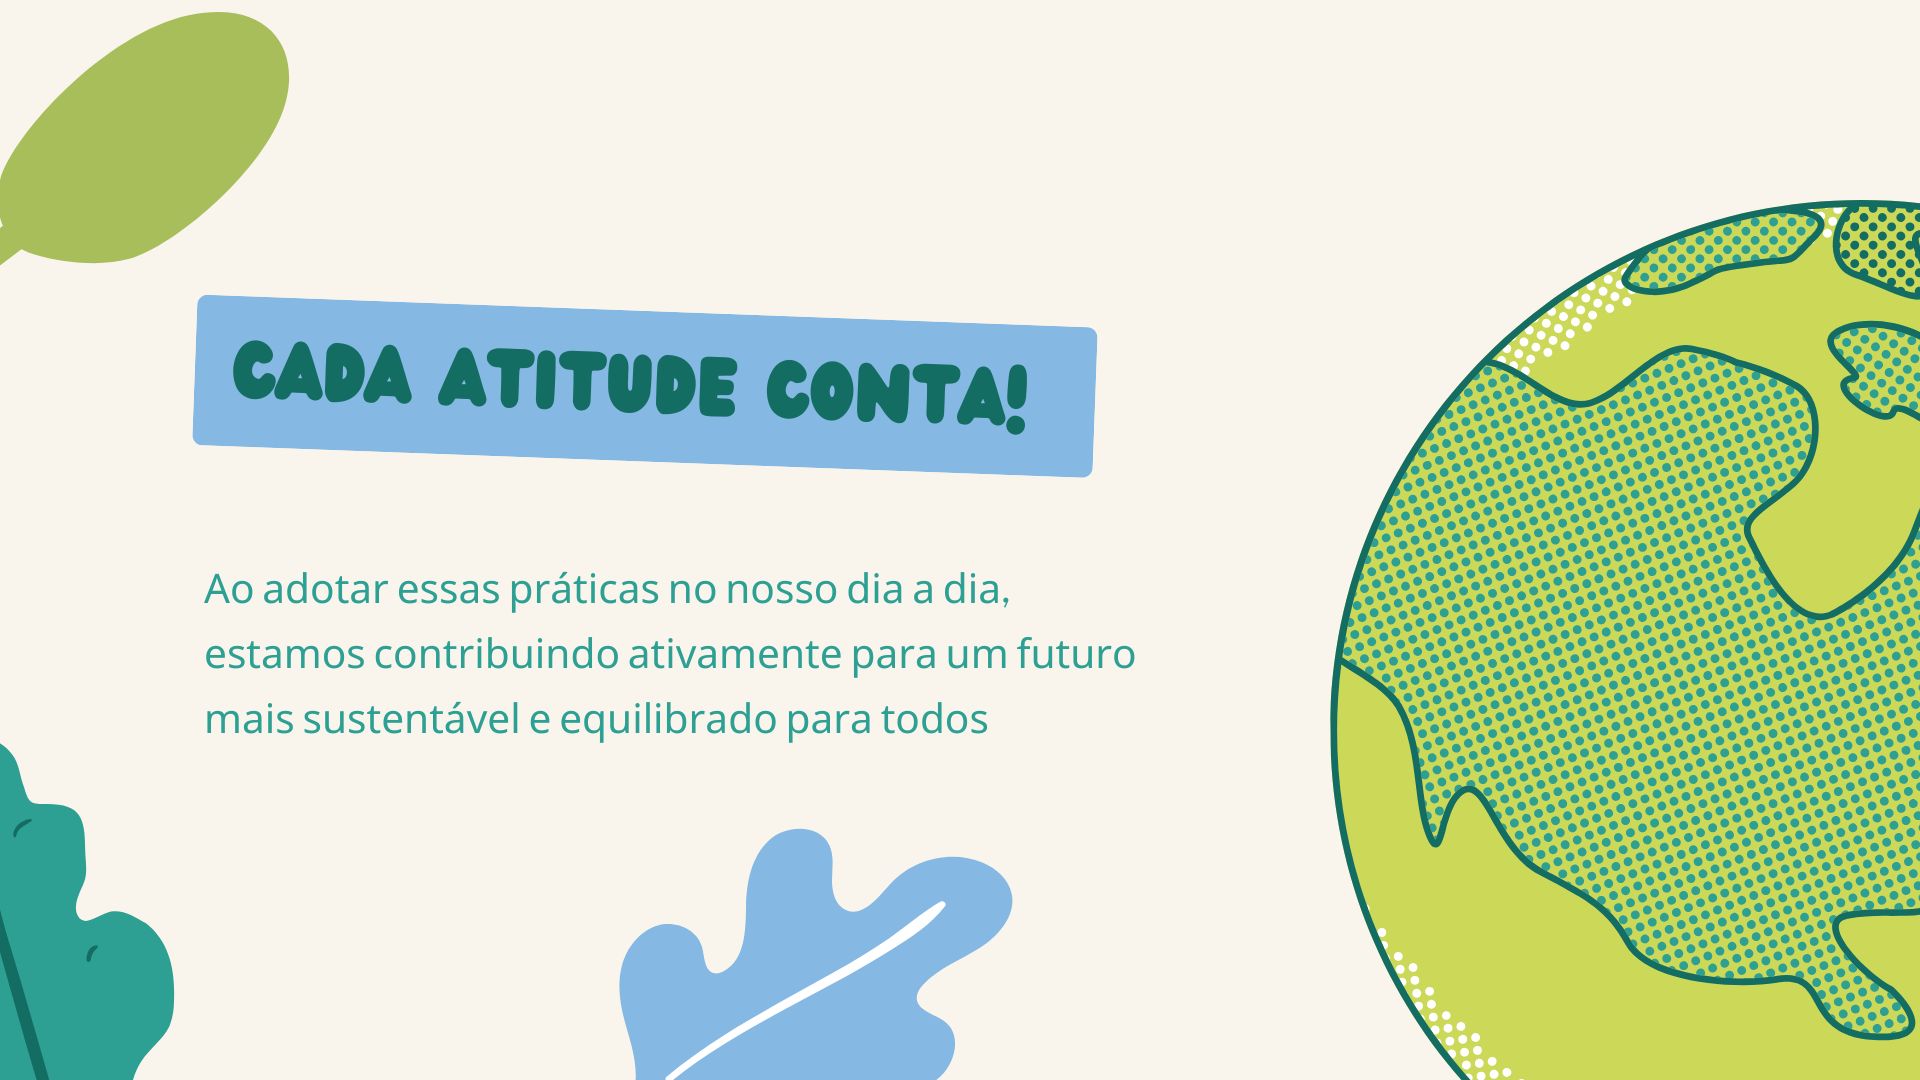 CADA ATITUDE CONTA!
Ao adotar essas práticas no nosso dia a dia,
estamos contribuindo ativamente para um futuro
mais sustentável e equilibrado para todos